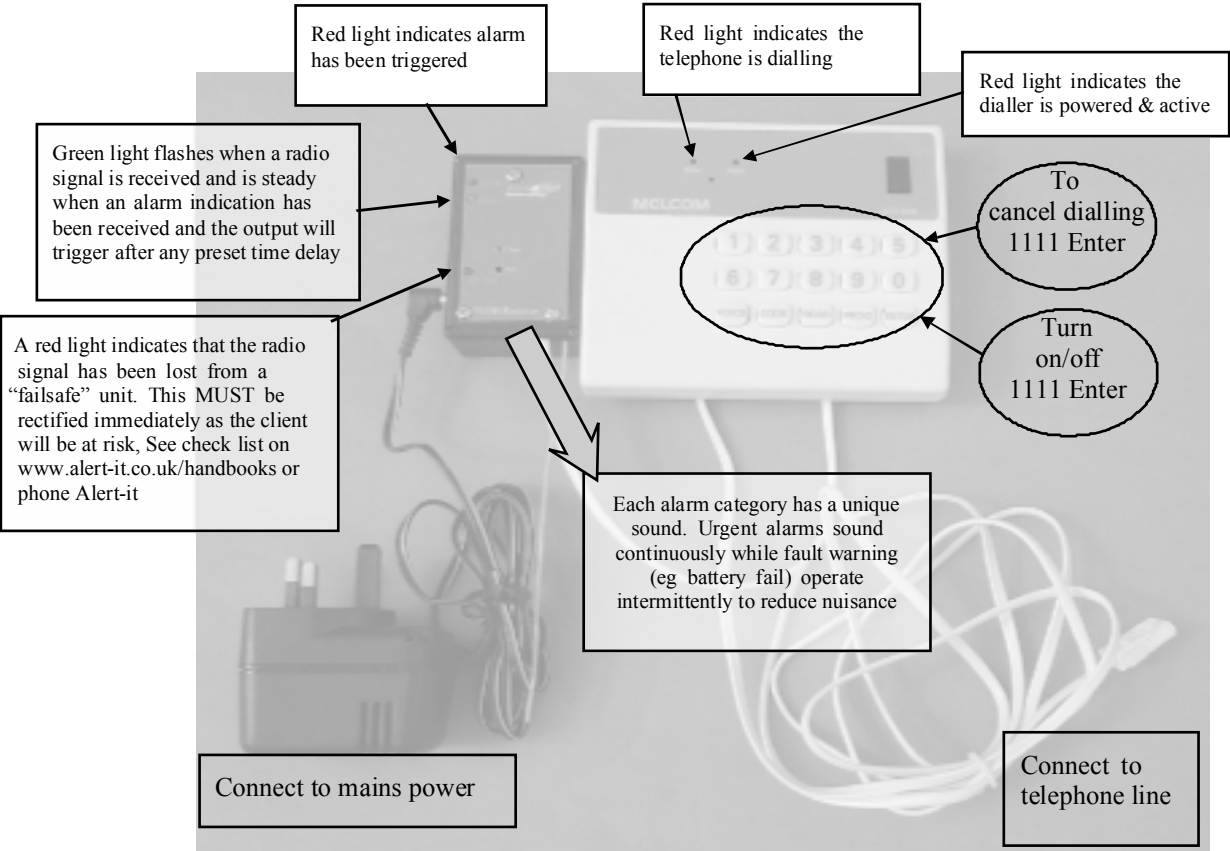 Red light indicates alarm
has been triggered
Red light indicates the
telephone is dialling
Red light indicates the
dialler is powered & active
Green light flashes when a radio
signal is received and is steady
when an alarm indication has
been received and the output will
trigger after any preset time delay
To
cancel dialling
1111 Enter
A red light indicates that the radio
signal has been lost from a
“failsafe” unit. This MUST be
rectified immediately as the client
will be at risk, See check list on
www.alert-it.co.uk/handbooks or
phone Alert-it
Turn
on/off
1111 Enter
MELCOM
1 2 3 4 5
6 7 8 9 0
VOICE CODE
Each alarm category has a unique
sound. Urgent alarms sound
continuously while fault warning
(eg battery fail) operate
intermittently to reduce nuisance
Connect to mains power
Connect to
telephone line